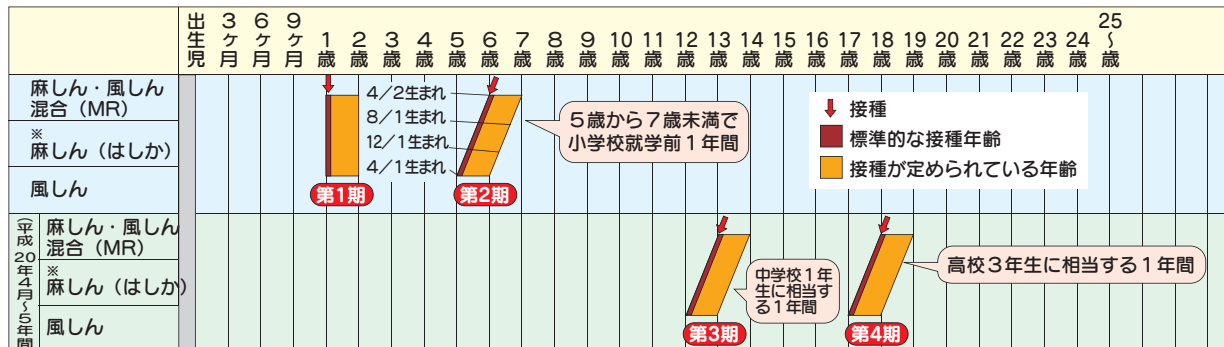 出生児
3ヶ月
6ヶ月
9ヶ月
1歳
2歳
3歳
4歳
5歳
6歳
7歳
8歳
9歳
10歳
11歳
12歳
13歳
14歳
15歳
16歳
17歳
18歳
19歳
20歳
21歳
22歳
23歳
24歳
25〜歳
麻しん・風しん
混合(MR)
※
麻しん(はしか)
風しん
4/2生まれ
8/1生まれ
12/1生まれ
4/1生まれ
第1期
第2期
5歳から7歳未満で
小学校就学前1年間
接種
標準的な接種年齢
接種が定められている年齢
(平成20年4月〜5年間
麻しん・風しん
混合(MR)
※
麻しん(はしか)
風しん
中学校1年
生に相当す
る1年間
第3期
高校3年生に相当する1年間
第4期